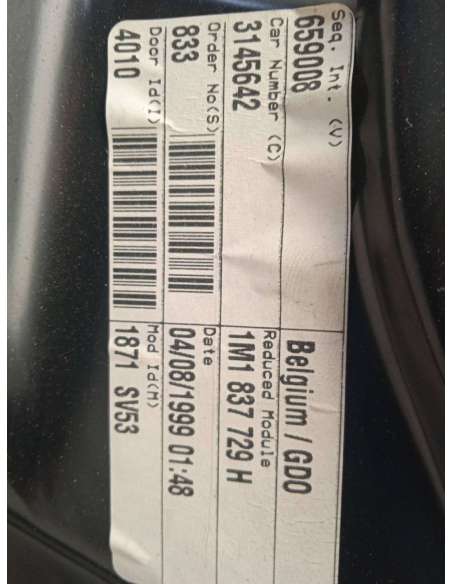 Seq. Int. (V)
659008
Belgium / GDO
Car Number (C)
3145642
Reduced Module
1M1 837 729 H
Order No(S)
833
Date
04/08/1999 01:48
Door Id(I)
4010
Mod Id(M)
1871 SV53